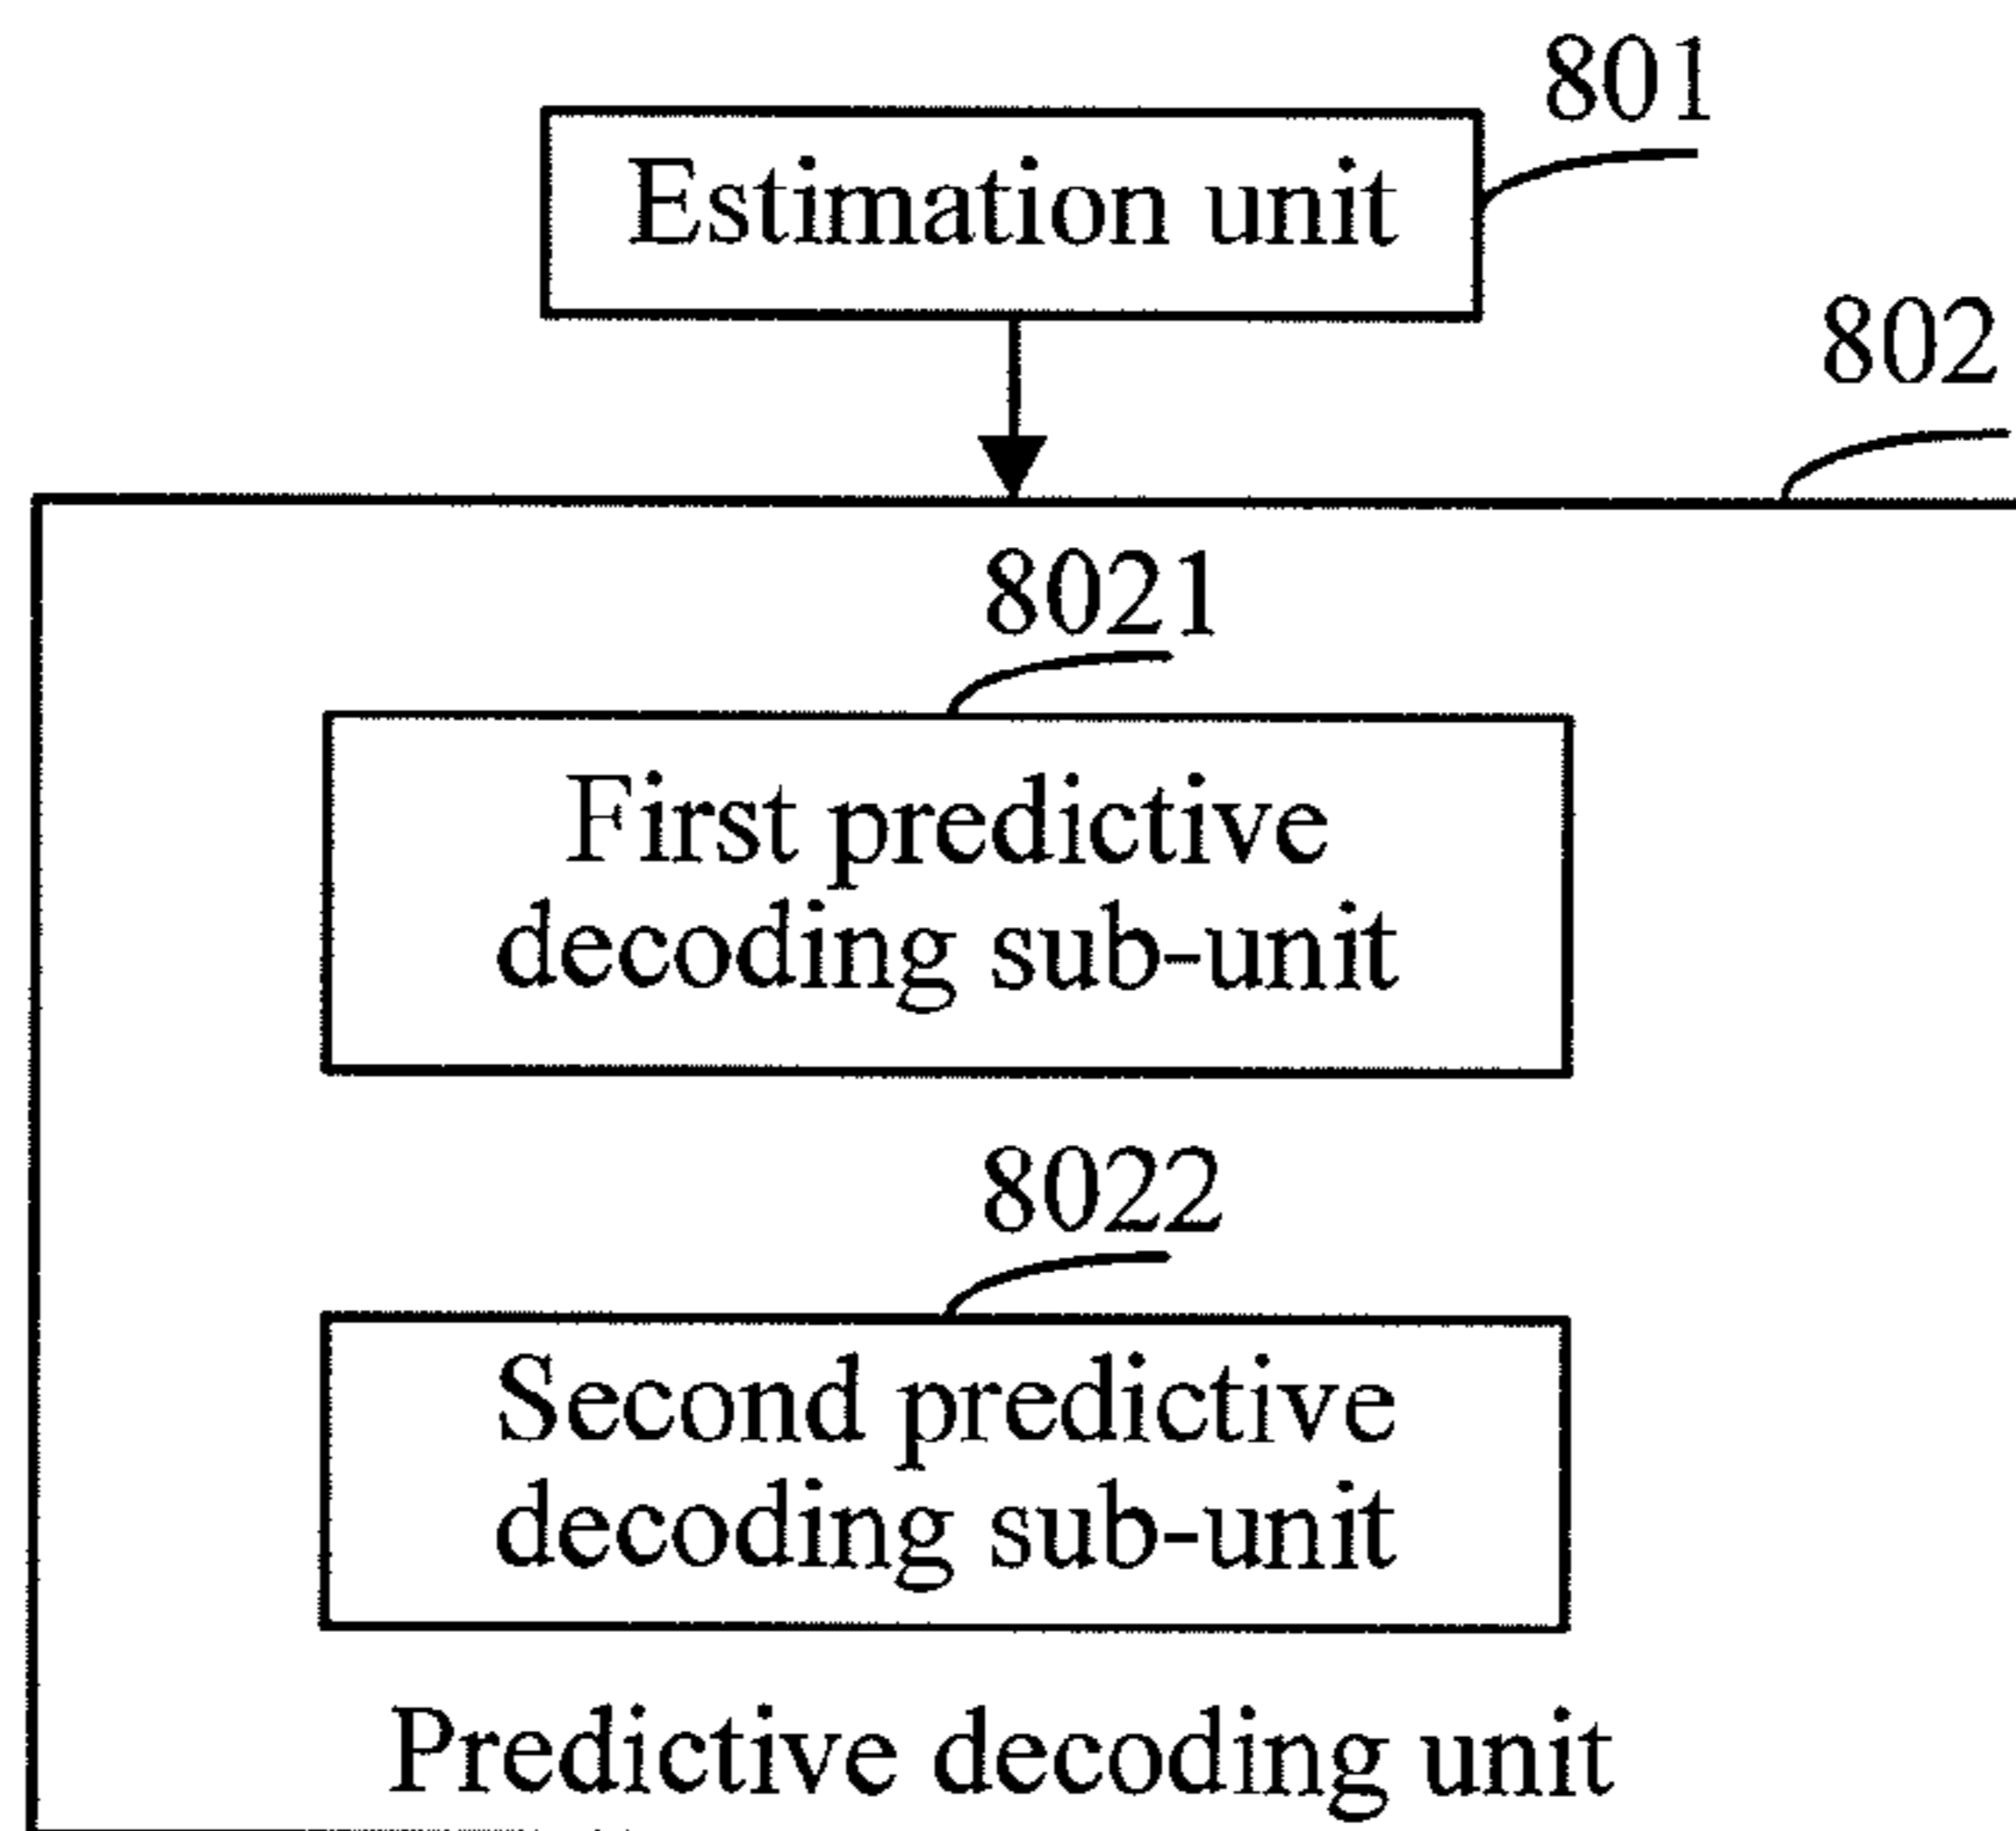 801
Estimation unit
802
8021
First predictive
decoding sub-unit
8022
Second predictive
decoding sub-unit
Predictive decoding unit